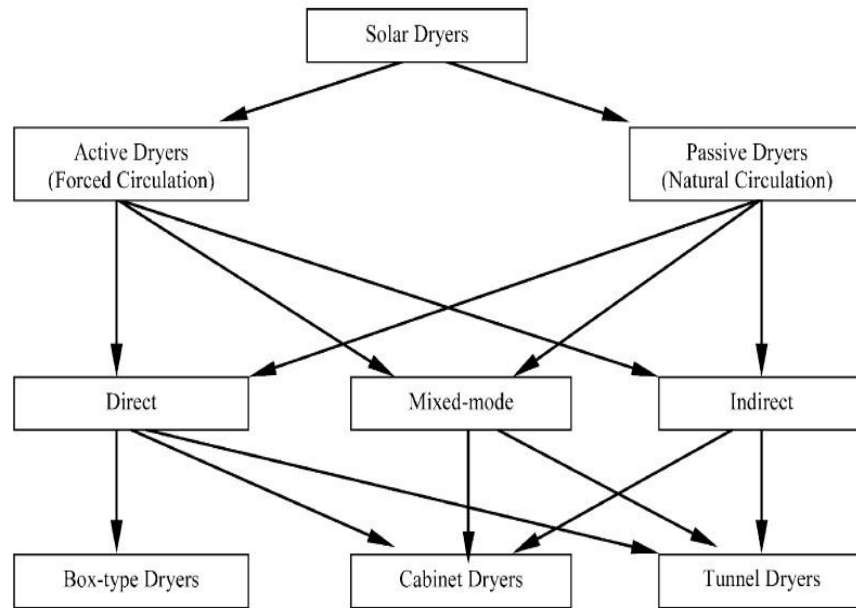 Solar Dryers
Active Dryers
(Forced Circulation)
Passive Dryers
(Natural Circulation)
Direct
Mixed-mode
Indirect
Box-type Dryers
Cabinet Dryers
Tunnel Dryers